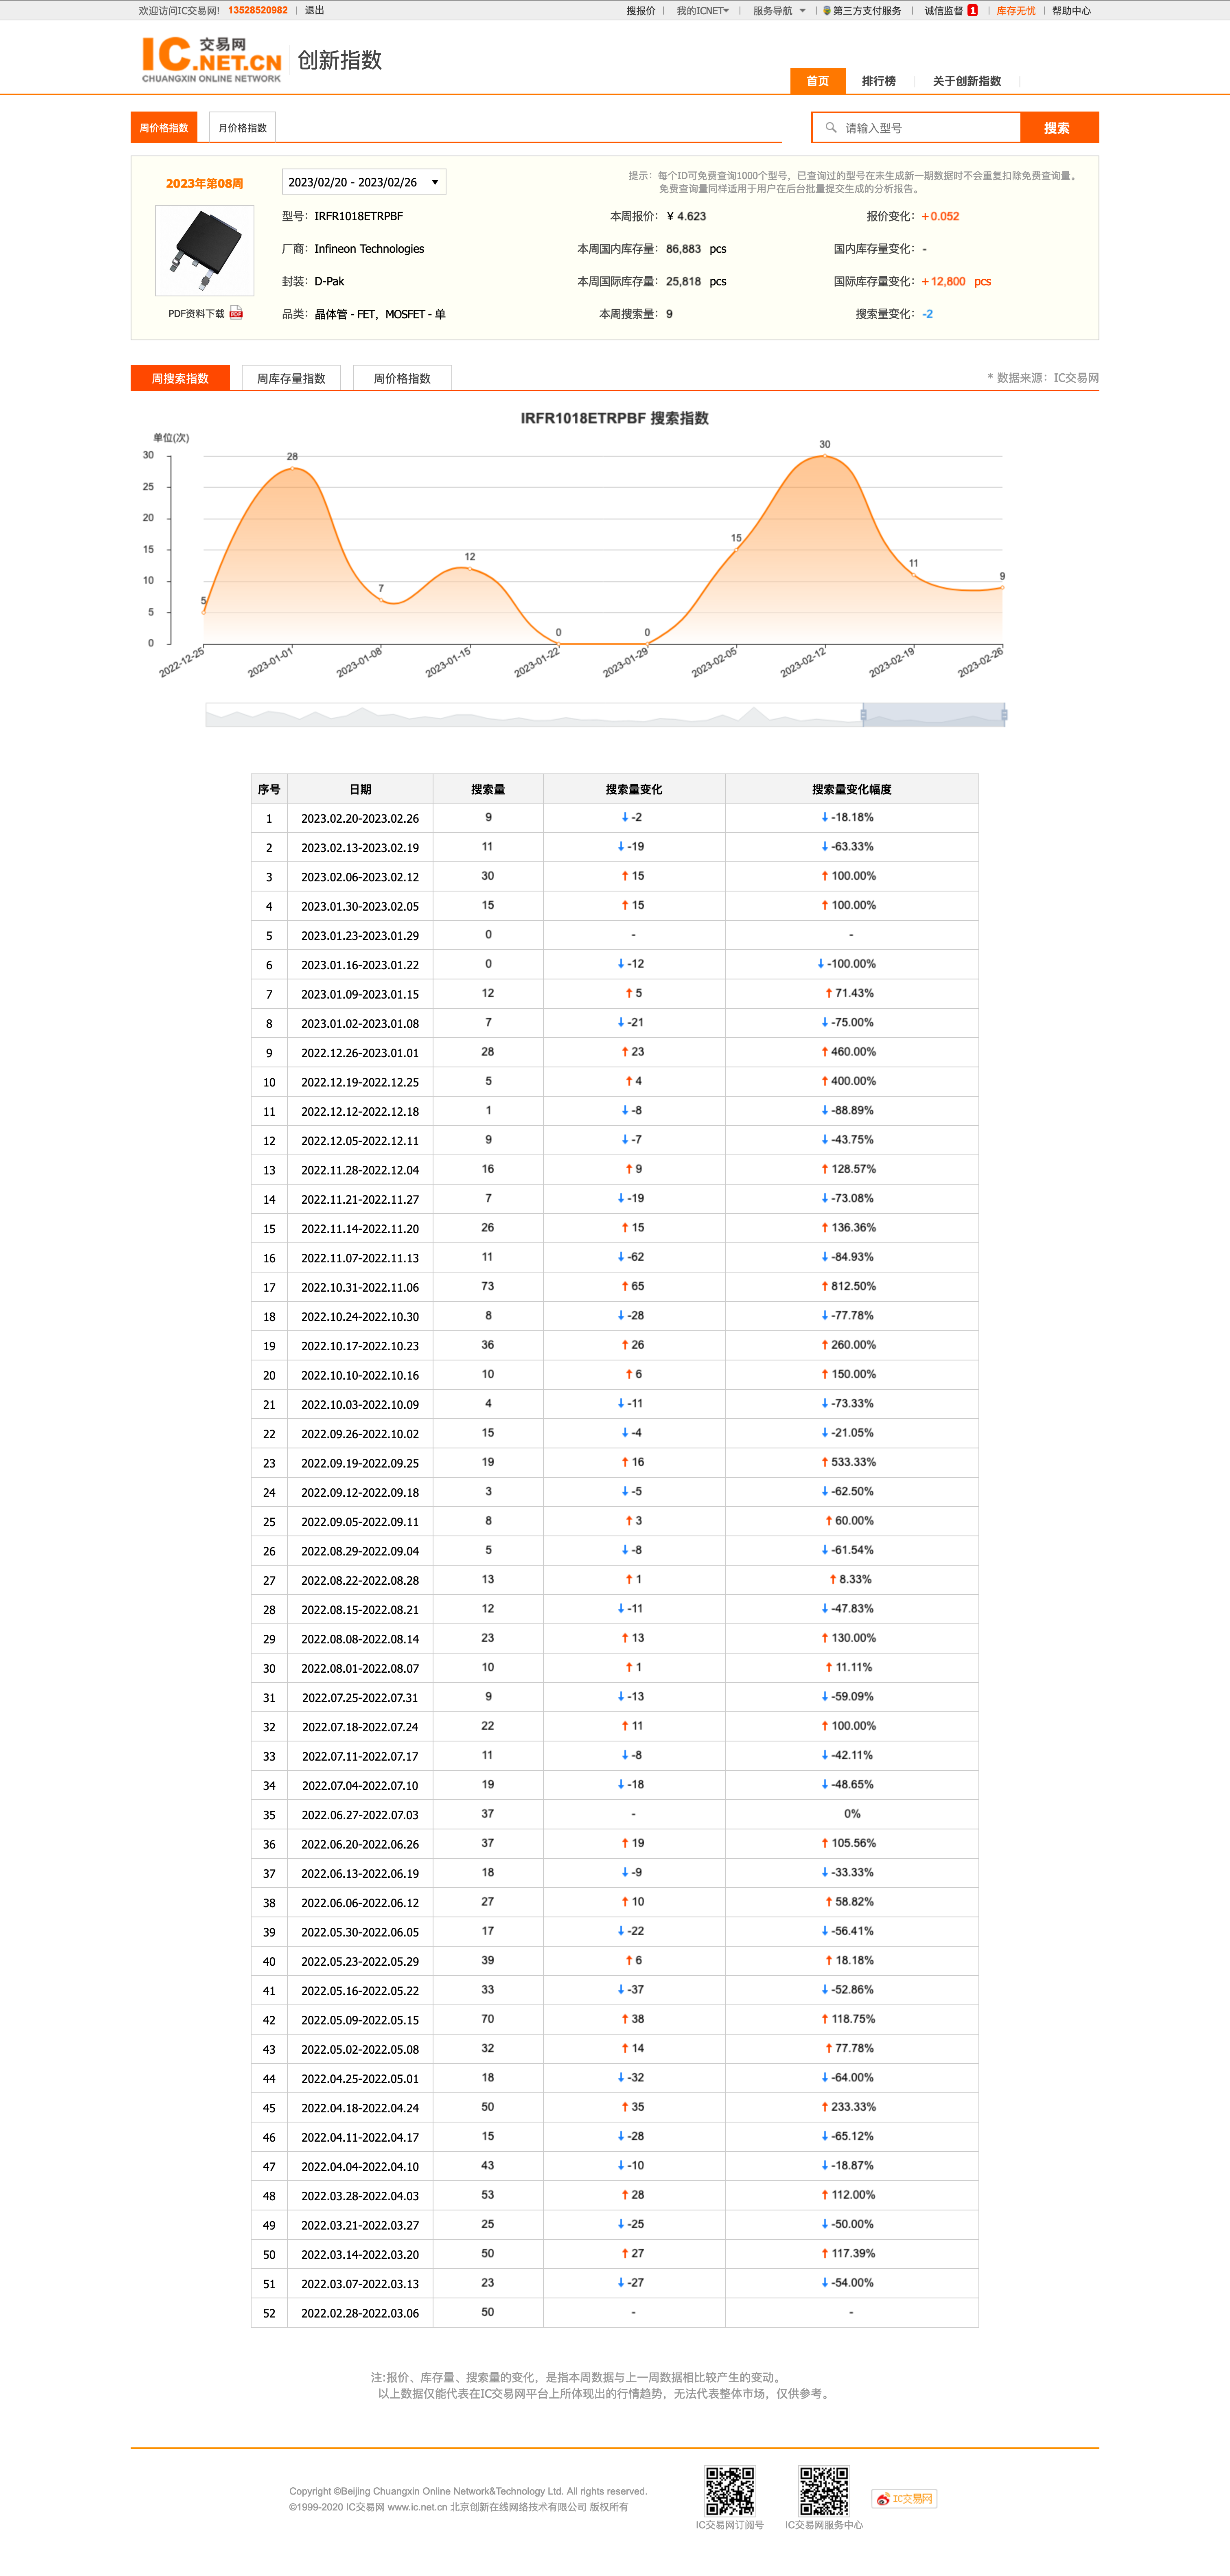 欢迎访问IC交易网! 13528520982 | 退出 搜报价 | 我的ICNET | 服务导航 | 第三方支付服务 | 诚信监督 1 | 库存无忧 | 帮助中心
IC交易网 .NET.CN CHUANGXIN ONLINE NETWORK 创新指数
首页 排行榜 关于创新指数
周价格指数 月价格指数 请输入型号 搜索
2023年第08周 2023/02/20 - 2023/02/26 ▼
提示：每个ID可免费查询1000个型号，已查询过的型号在未生成新一期数据时不会重复扣除免费查询量。
免费查询量同样适用于用户在后台批量提交生成的分析报告。
型号：IRFR1018ETRPBF 本周报价：¥ 4.623 报价变化：+0.052
厂商：Infineon Technologies 本周国内库存量：86,883 pcs 国内库存量变化：-
封装：D-Pak 本周国际库存量：25,818 pcs 国际库存量变化：+12,800 pcs
PDF资料下载 PDF 品类：晶体管 - FET，MOSFET - 单 本周搜索量：9 搜索量变化：-2
周搜索指数 周库存量指数 周价格指数 * 数据来源：IC交易网
IRFR1018ETRPBF 搜索指数
单位(次)
30
25
20
15
10
5
0
5 28 7 12 0 0 15 30 11 9
2022-12-25 2023-01-01 2023-01-08 2023-01-15 2023-01-22 2023-01-29 2023-02-05 2023-02-12 2023-02-19 2023-02-26
序号 日期 搜索量 搜索量变化 搜索量变化幅度
1 2023.02.20-2023.02.26 9 ↓-2 ↓-18.18%
2 2023.02.13-2023.02.19 11 ↓-19 ↓-63.33%
3 2023.02.06-2023.02.12 30 ↑15 ↑100.00%
4 2023.01.30-2023.02.05 15 ↑15 ↑100.00%
5 2023.01.23-2023.01.29 0 - -
6 2023.01.16-2023.01.22 0 ↓-12 ↓-100.00%
7 2023.01.09-2023.01.15 12 ↑5 ↑71.43%
8 2023.01.02-2023.01.08 7 ↓-21 ↓-75.00%
9 2022.12.26-2023.01.01 28 ↑23 ↑460.00%
10 2022.12.19-2022.12.25 5 ↑4 ↑400.00%
11 2022.12.12-2022.12.18 1 ↓-8 ↓-88.89%
12 2022.12.05-2022.12.11 9 ↓-7 ↓-43.75%
13 2022.11.28-2022.12.04 16 ↑9 ↑128.57%
14 2022.11.21-2022.11.27 7 ↓-19 ↓-73.08%
15 2022.11.14-2022.11.20 26 ↑15 ↑136.36%
16 2022.11.07-2022.11.13 11 ↓-62 ↓-84.93%
17 2022.10.31-2022.11.06 73 ↑65 ↑812.50%
18 2022.10.24-2022.10.30 8 ↓-28 ↓-77.78%
19 2022.10.17-2022.10.23 36 ↑26 ↑260.00%
20 2022.10.10-2022.10.16 10 ↑6 ↑150.00%
21 2022.10.03-2022.10.09 4 ↓-11 ↓-73.33%
22 2022.09.26-2022.10.02 15 ↓-4 ↓-21.05%
23 2022.09.19-2022.09.25 19 ↑16 ↑533.33%
24 2022.09.12-2022.09.18 3 ↓-5 ↓-62.50%
25 2022.09.05-2022.09.11 8 ↑3 ↑60.00%
26 2022.08.29-2022.09.04 5 ↓-8 ↓-61.54%
27 2022.08.22-2022.08.28 13 ↑1 ↑8.33%
28 2022.08.15-2022.08.21 12 ↓-11 ↓-47.83%
29 2022.08.08-2022.08.14 23 ↑13 ↑130.00%
30 2022.08.01-2022.08.07 10 ↑1 ↑11.11%
31 2022.07.25-2022.07.31 9 ↓-13 ↓-59.09%
32 2022.07.18-2022.07.24 22 ↑11 ↑100.00%
33 2022.07.11-2022.07.17 11 ↓-8 ↓-42.11%
34 2022.07.04-2022.07.10 19 ↓-18 ↓-48.65%
35 2022.06.27-2022.07.03 37 - 0%
36 2022.06.20-2022.06.26 37 ↑19 ↑105.56%
37 2022.06.13-2022.06.19 18 ↓-9 ↓-33.33%
38 2022.06.06-2022.06.12 27 ↑10 ↑58.82%
39 2022.05.30-2022.06.05 17 ↓-22 ↓-56.41%
40 2022.05.23-2022.05.29 39 ↑6 ↑18.18%
41 2022.05.16-2022.05.22 33 ↓-37 ↓-52.86%
42 2022.05.09-2022.05.15 70 ↑38 ↑118.75%
43 2022.05.02-2022.05.08 32 ↑14 ↑77.78%
44 2022.04.25-2022.05.01 18 ↓-32 ↓-64.00%
45 2022.04.18-2022.04.24 50 ↑35 ↑233.33%
46 2022.04.11-2022.04.17 15 ↓-28 ↓-65.12%
47 2022.04.04-2022.04.10 43 ↓-10 ↓-18.87%
48 2022.03.28-2022.04.03 53 ↑28 ↑112.00%
49 2022.03.21-2022.03.27 25 ↓-25 ↓-50.00%
50 2022.03.14-2022.03.20 50 ↑27 ↑117.39%
51 2022.03.07-2022.03.13 23 ↓-27 ↓-54.00%
52 2022.02.28-2022.03.06 50 - -
注:报价、库存量、搜索量的变化，是指本周数据与上一周数据相比较产生的变动。
以上数据仅能代表在IC交易网平台上所体现出的行情趋势，无法代表整体市场，仅供参考。
Copyright ©Beijing Chuangxin Online Network&Technology Ltd. All rights reserved.
©1999-2020 IC交易网 www.ic.net.cn 北京创新在线网络技术有限公司 版权所有
IC交易网
IC交易网订阅号 IC交易网服务中心